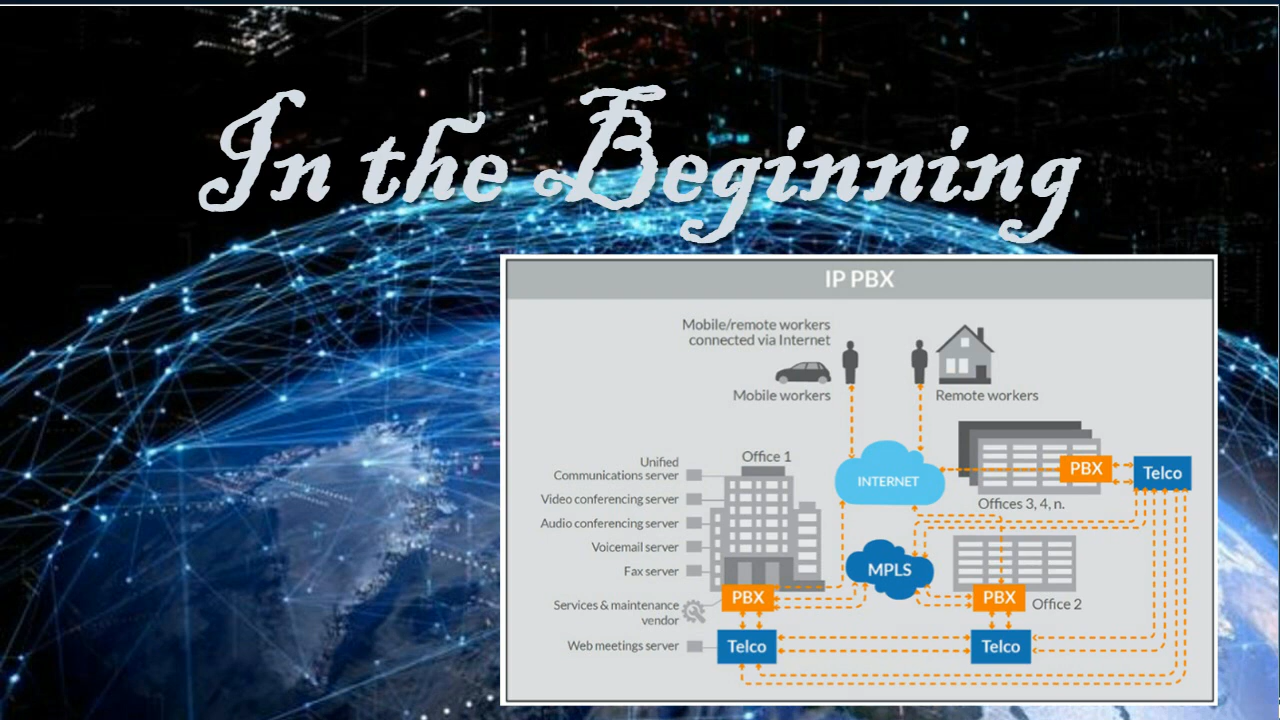 In the Beginning
IP PBX
Mobile/remote workers
connected via Internet
Mobile workers
Remote workers
Office 1
Unified
Communications server
Video conferencing server
Audio conferencing server
Voicemail server
Fax server
Services & maintenance
vendor
Web meetings server
INTERNET
PBX
Telco
Offices 3, 4, n.
MPLS
PBX
PBX
Office 2
Telco
Telco